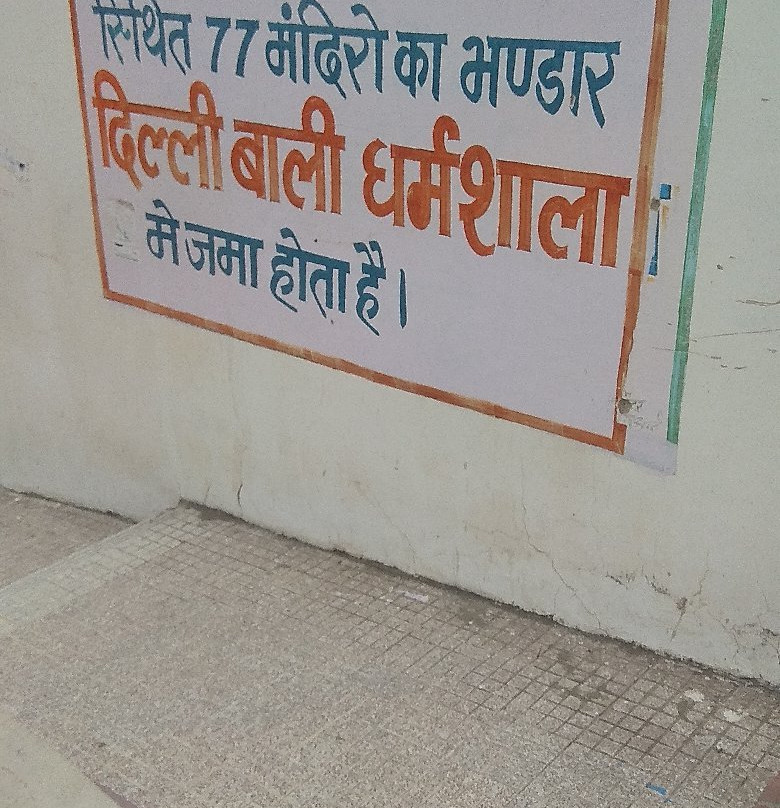 स्थित 77 मंदिरो का भण्डार
दिल्ली बाली धर्मशाला
मे जमा होता है।